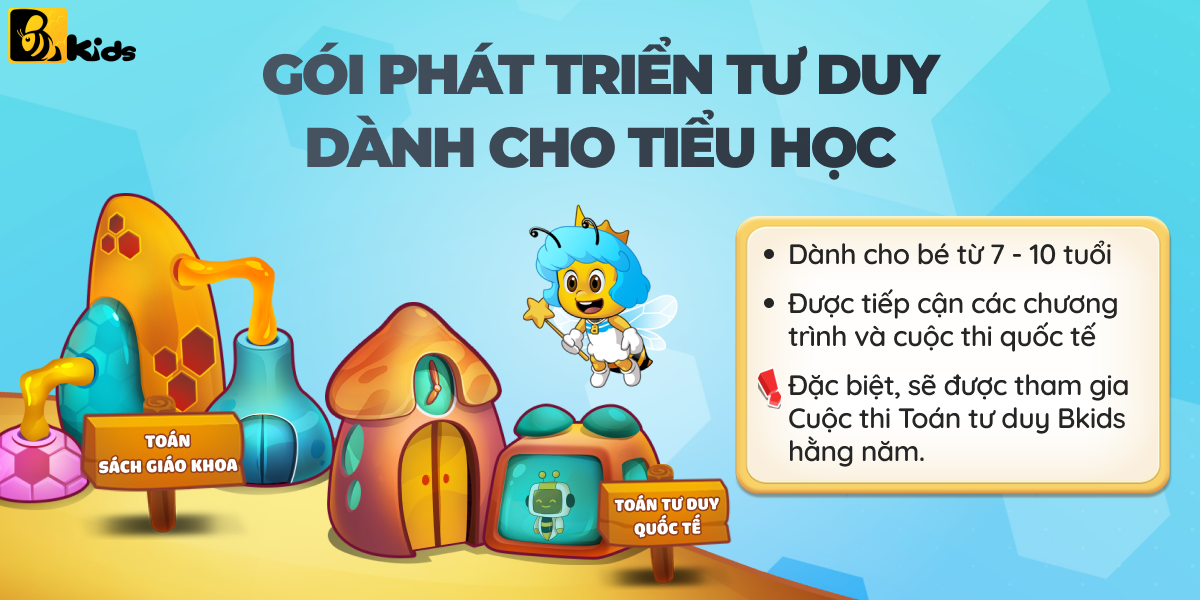 Bkids
GÓI PHÁT TRIỂN TƯ DUY
DÀNH CHO TIỂU HỌC
• Dành cho bé từ 7 - 10 tuổi
• Được tiếp cận các chương
trình và cuộc thi quốc tế
Đặc biệt, sẽ được tham gia
Cuộc thi Toán tư duy Bkids
hằng năm.
TOÁN
SÁCH GIÁO KHOA
TOÁN TƯ DUY
QUỐC TẾ